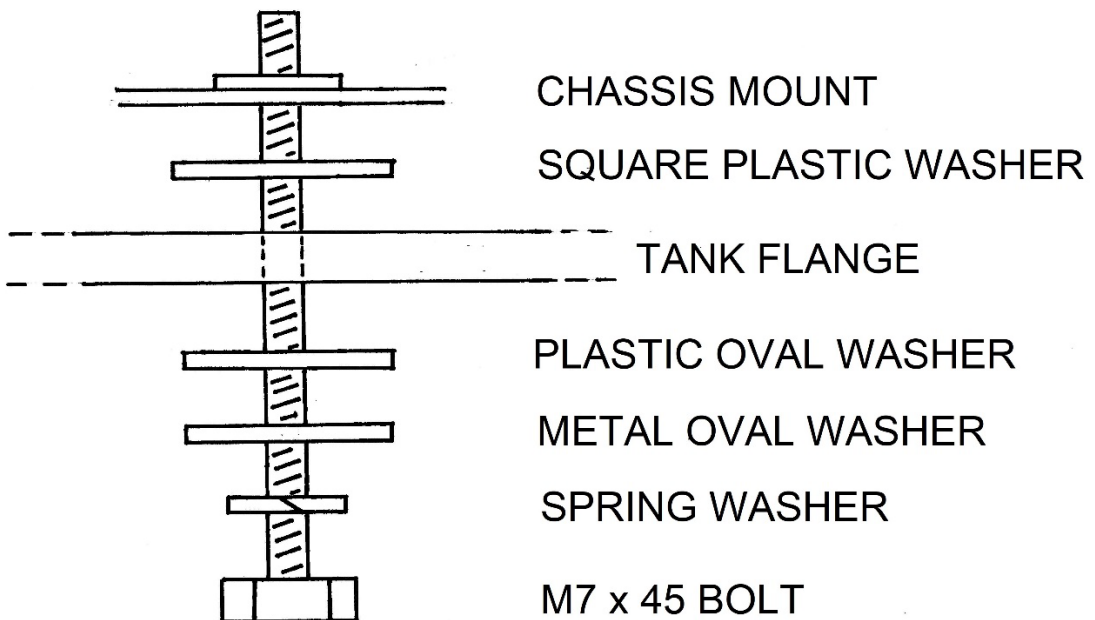 CHASSIS MOUNT
SQUARE PLASTIC WASHER
TANK FLANGE
PLASTIC OVAL WASHER
METAL OVAL WASHER
SPRING WASHER
M7 x 45 BOLT